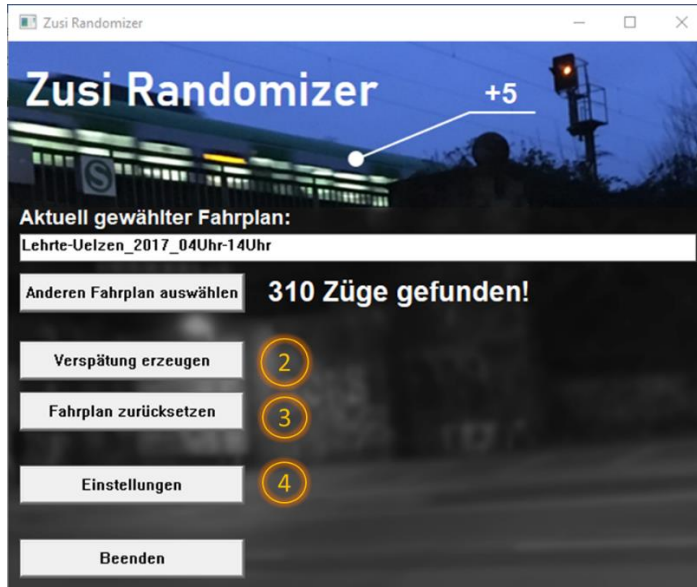 Zusi Randomizer
Zusi Randomizer
+5
S
Aktuell gewählter Fahrplan:
Lehrte-Uelzen_2017_04Uhr-14Uhr
Anderen Fahrplan auswählen
310 Züge gefunden!
Verspätung erzeugen
2
Fahrplan zurücksetzen
3
Einstellungen
4
Beenden